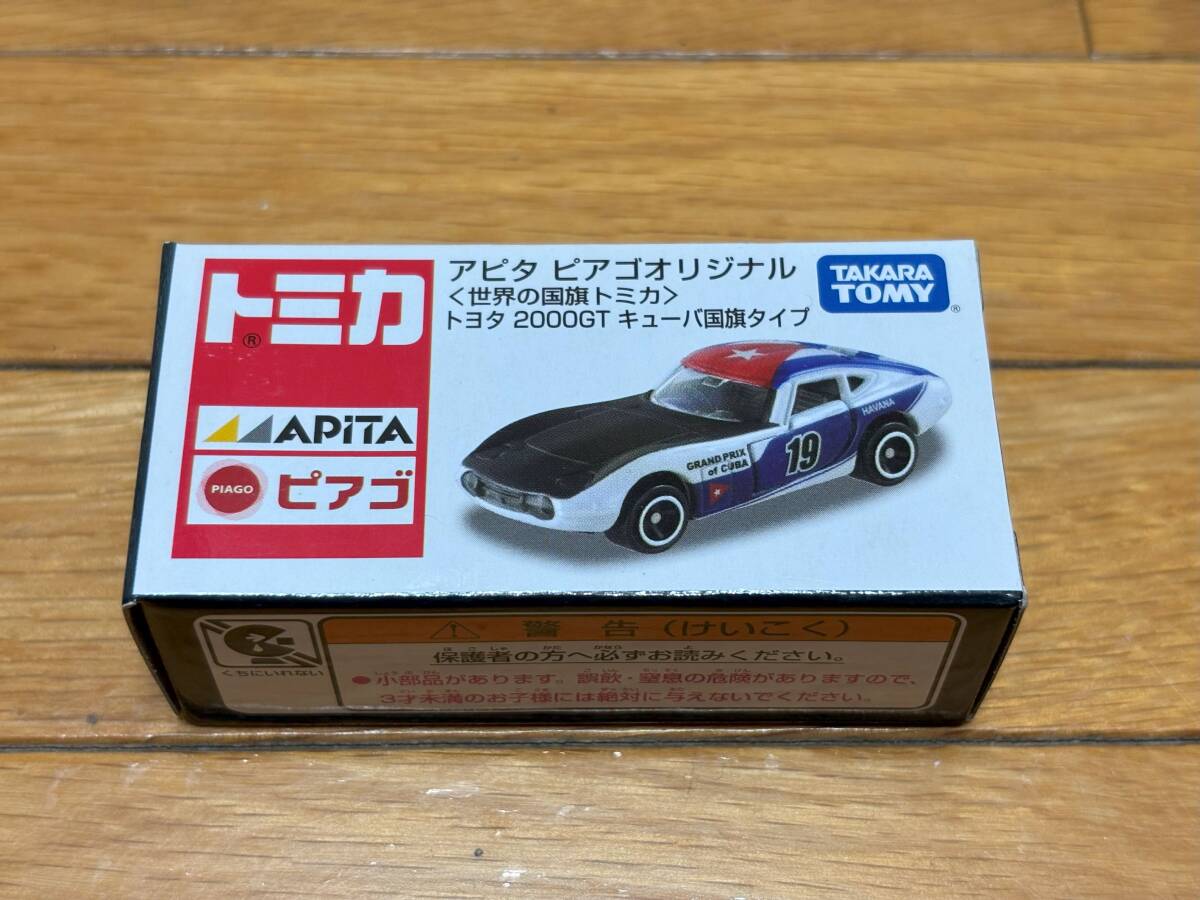 トミカ
®
APiTA
PIAGO ピアゴ
アピタ ピアゴオリジナル
<世界の国旗トミカ>
トヨタ 2000GT キューバ国旗タイプ
TAKARA
TOMY
®
HAVANA
19
GRAND PRIX
of CUBA
くちにいれない
⚠ 警告(けいこく)
保護者の方へ必ずお読みください。
●小部品があります。誤飲・窒息の危険がありますので、
3才未満のお子様には絶対に与えないでください。